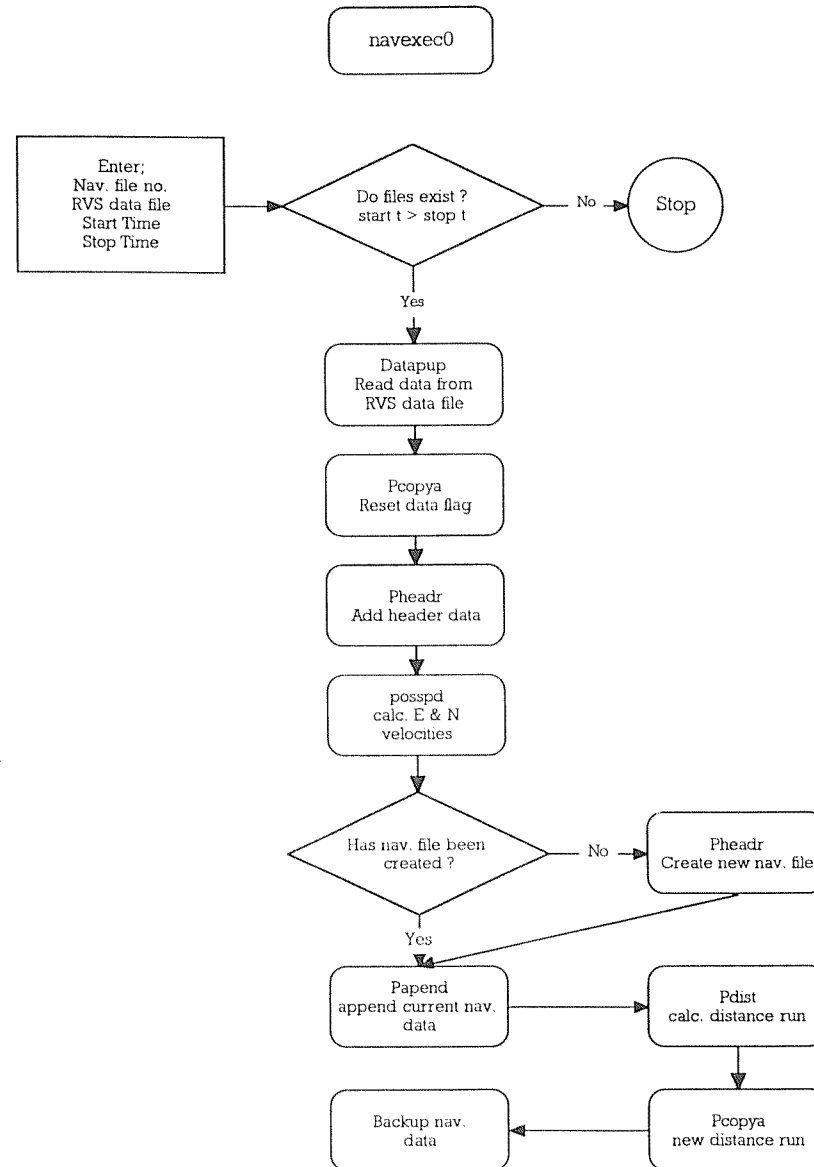 navexec0
Enter;
Nav. file no.
RVS data file
Start Time
Stop Time
Do files exist ?
start t > stop t
No
Stop
Yes
Datapup
Read data from
RVS data file
Pcopya
Reset data flag
Pheadr
Add header data
posspd
calc. E & N
velocities
Has nav. file been
created ?
No
Pheadr
Create new nav. file
Yes
Papend
append current nav.
data
Pdist
calc. distance run
Backup nav.
data
Pcopya
new distance run